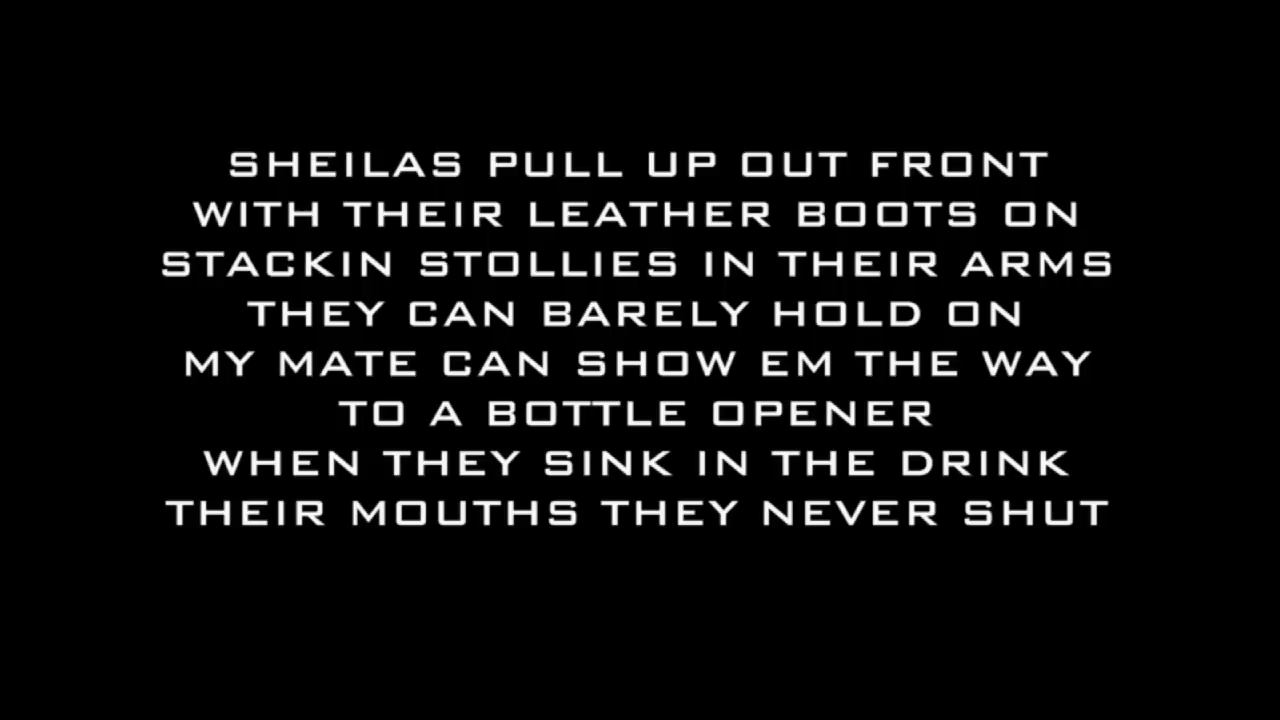 SHEILAS PULL UP OUT FRONT
WITH THEIR LEATHER BOOTS ON
STACKIN STOLLIES IN THEIR ARMS
THEY CAN BARELY HOLD ON
MY MATE CAN SHOW EM THE WAY
TO A BOTTLE OPENER
WHEN THEY SINK IN THE DRINK
THEIR MOUTHS THEY NEVER SHUT